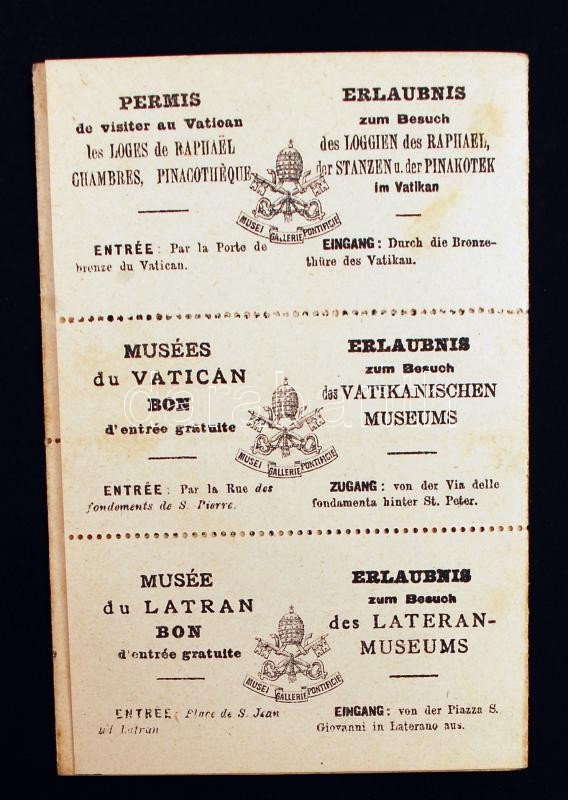 PERMIS
de visiter au Vatican
les LOGES de RAPHAËL
CHAMBRES, PINACOTHÈQUE
ENTRÉE: Par la Porte de
bronze du Vatican.
ERLAUBNIS
zum Besuch
des LOGGIEN des RAPHAEL,
der STANZEN u. der PINAKOTEK
im Vatikan
EINGANG: Durch die Bronze-
thüre des Vatikau.
MUSEI GALLERIE PONTIFICIE
MUSÉES
du VATICAN
BON
d'entrée gratuite
ENTRÉE: Par la Rue des
fondements de S. Pierre.
ERLAUBNIS
zum Besuch
das VATIKANISCHEN
MUSEUMS
ZUGANG: von der Via delle
fondamenta hinter St. Peter.
MUSEI GALLERIE PONTIFICIE
MUSÉE
du LATRAN
BON
d'entrée gratuite
ENTRÉE: Place de S. Jean
Latran
ERLAUBNIS
zum Besuch
des LATERAN-
MUSEUMS
EINGANG: von der Piazza S.
Giovanni in Laterano aus.
MUSEI GALLERIE PONTIFICIE
darabanth